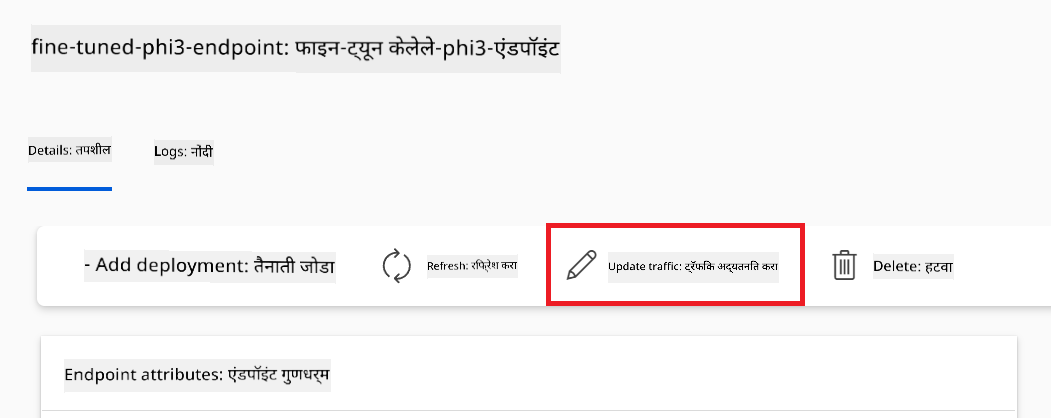 fine-tuned-phi3-endpoint: फाइन-ट्यून केलेले-phi3-एंडपॉइंट
Details: तपशील
Logs: नोंदी
- Add deployment: तैनाती जोडा
Refresh: रिफ्रेश करा
Update traffic: ट्रॅफिक अद्यतनित करा
Delete: हटवा
Endpoint attributes: एंडपॉइंट गुणधर्म